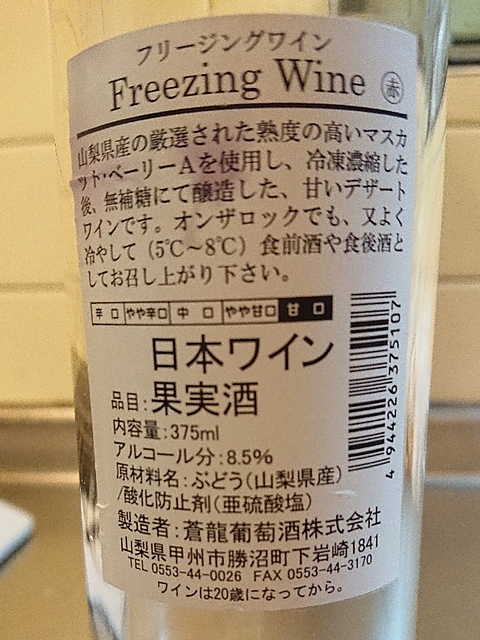 フリージングワイン
Freezing Wine 赤
山梨県産の厳選された熟度の高いマスカ
ット・ベーリーAを使用し、冷凍濃縮した
後、無補糖にて醸造した、甘いデザート
ワインです。オンザロックでも、又よく
冷やして（5℃～8℃）食前酒や食後酒と
してお召し上がり下さい。
辛口 やや辛口 中口 やや甘口 甘口
日本ワイン
品目:果実酒
内容量:375ml
アルコール分:8.5%
原材料名:ぶどう(山梨県産)
/酸化防止剤(亜硫酸塩)
製造者:蒼龍葡萄酒株式会社
山梨県甲州市勝沼町下岩崎1841
TEL 0553-44-0026 FAX 0553-44-3170
ワインは20歳になってから。
4 944226 375107